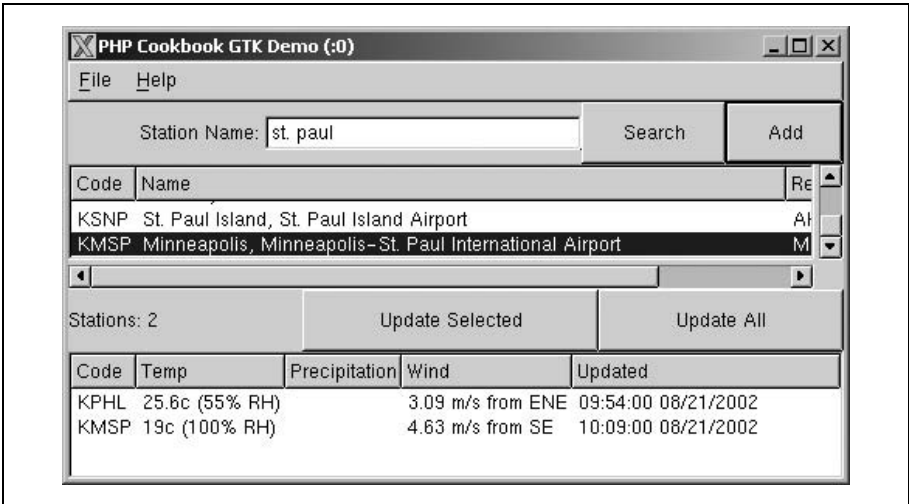 PHP Cookbook GTK Demo (:0)
File Help
Station Name: st. paul Search Add
Code Name Re
KSNP St. Paul Island, St. Paul Island Airport
KMSP Minneapolis, Minneapolis-St. Paul International Airport M
Stations: 2 Update Selected Update All
Code Temp Precipitation Wind Updated
KPHL 25.6c (55% RH) 3.09 m/s from ENE 09:54:00 08/21/2002
KMSP 19c (100% RH) 4.63 m/s from SE 10:09:00 08/21/2002